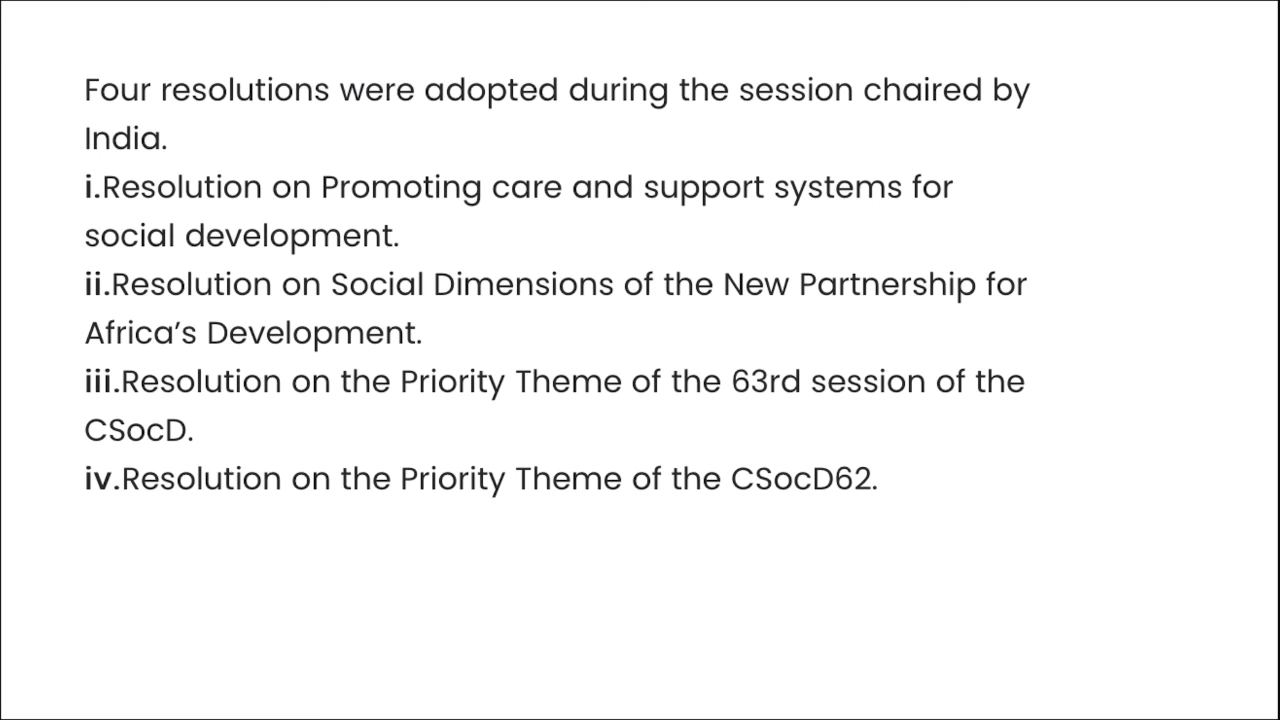 Four resolutions were adopted during the session chaired by
India.
i.Resolution on Promoting care and support systems for
social development.
ii.Resolution on Social Dimensions of the New Partnership for
Africa’s Development.
iii.Resolution on the Priority Theme of the 63rd session of the
CSocD.
iv.Resolution on the Priority Theme of the CSocD62.